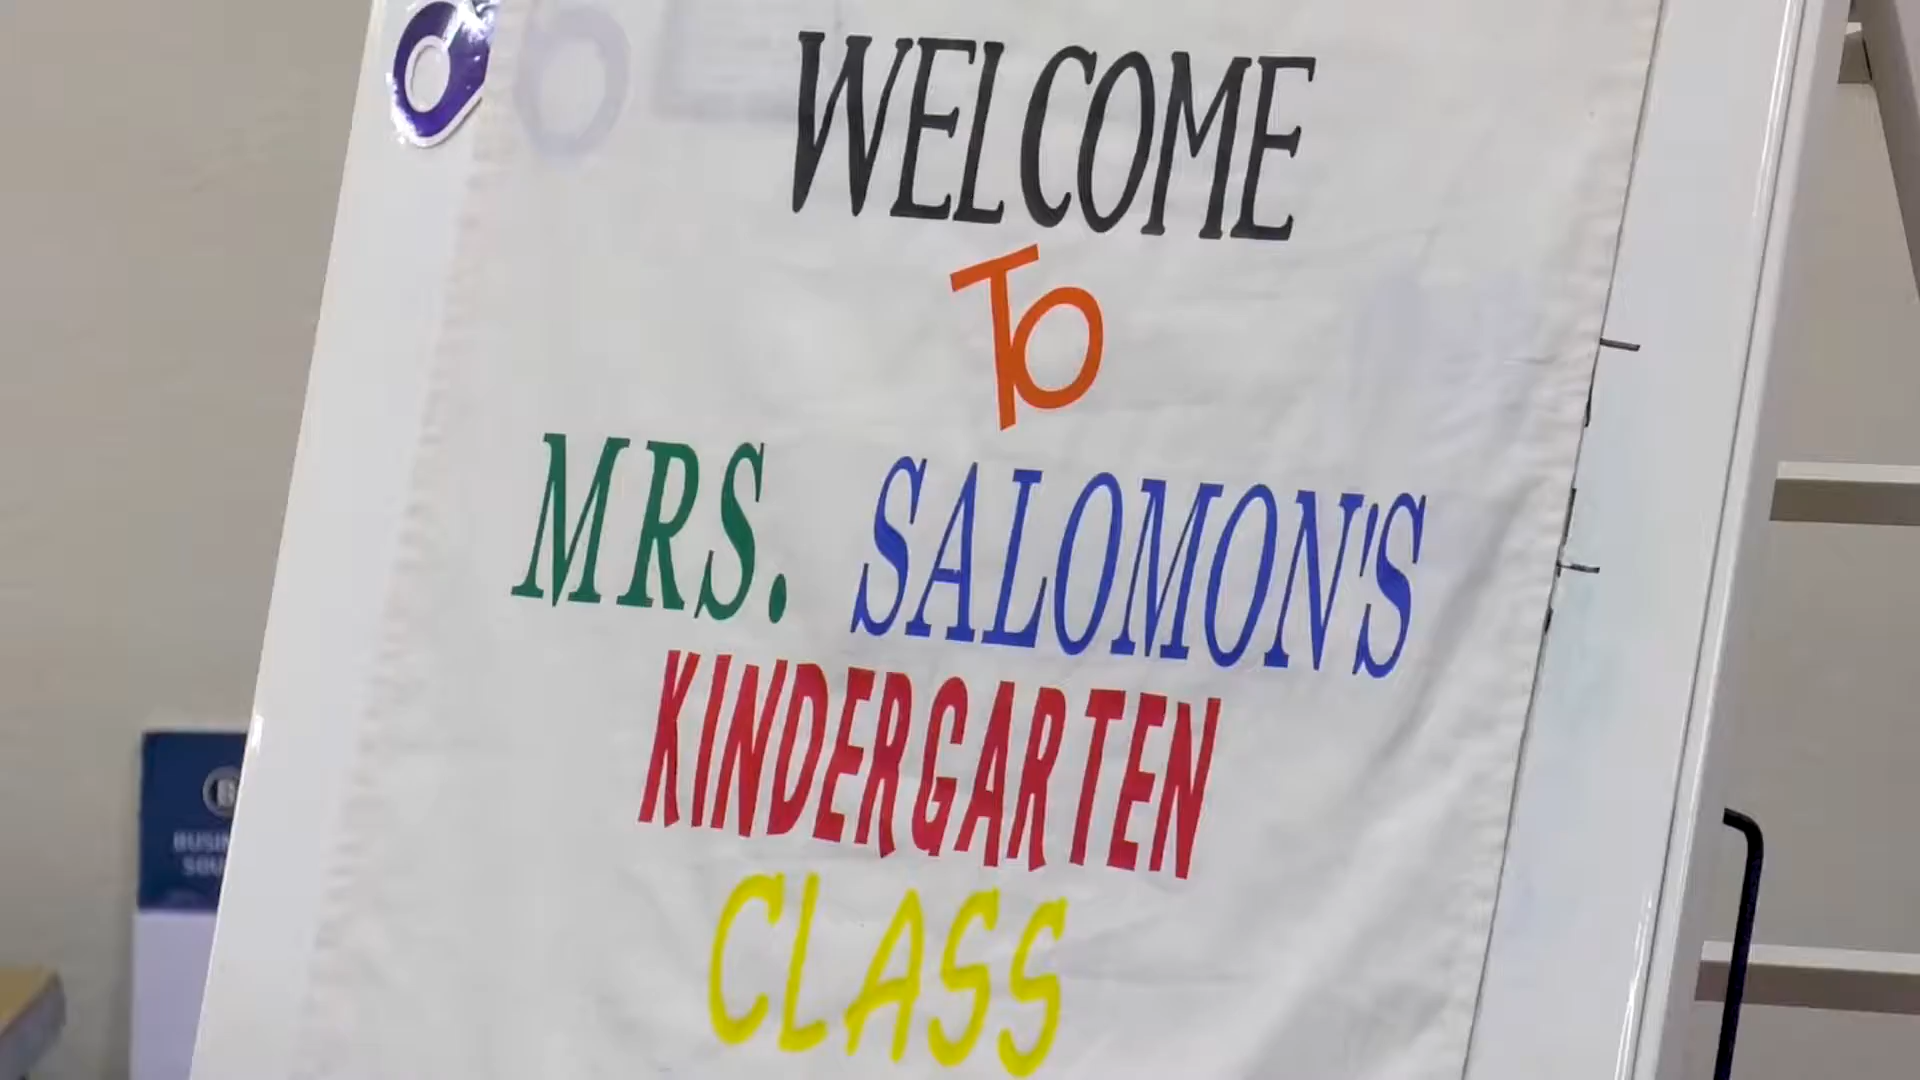 WELCOME
TO
MRS. SALOMON'S
KINDERGARTEN
CLASS
B